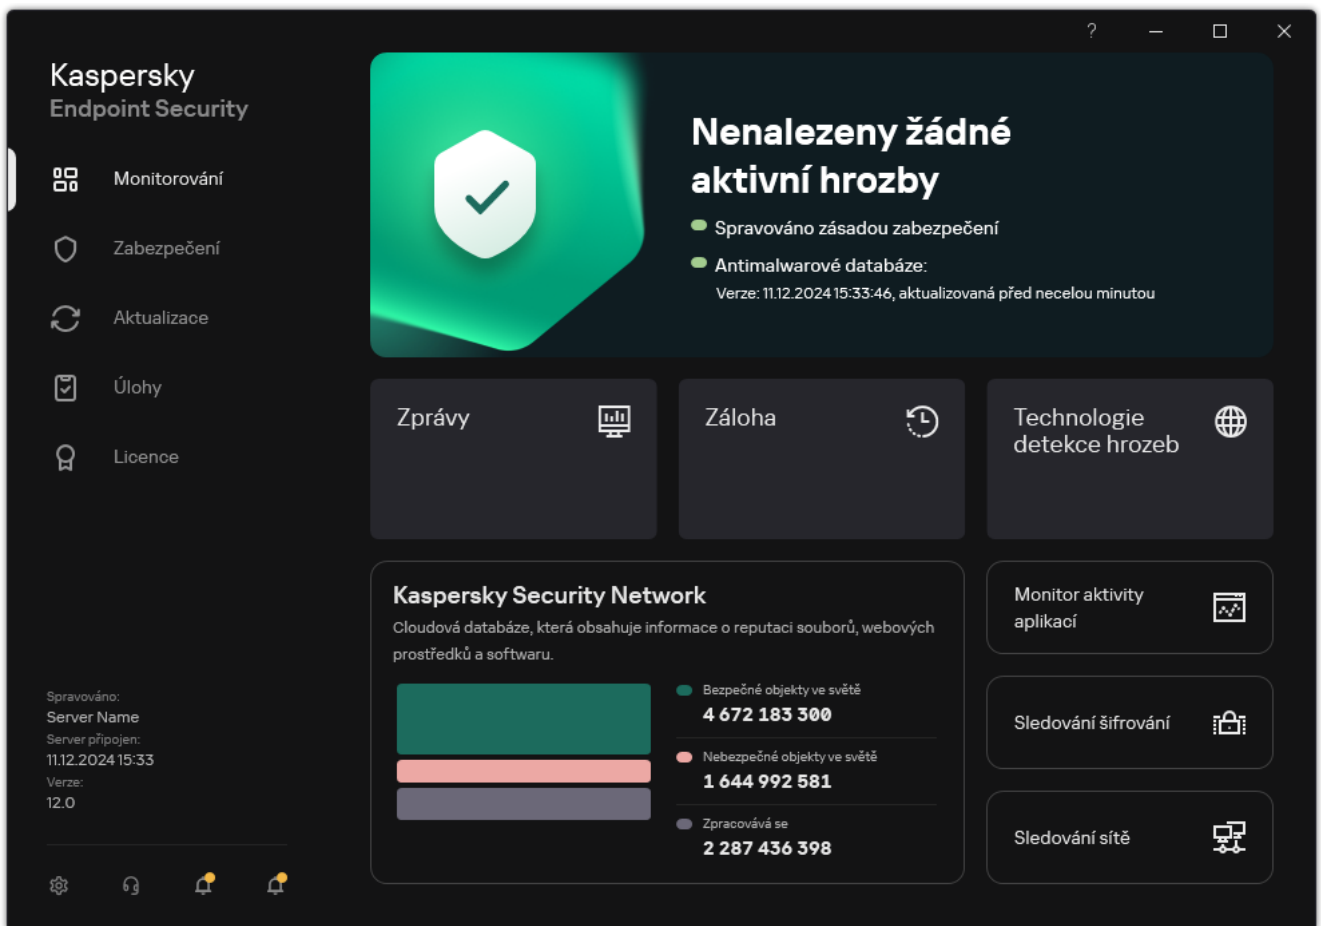 ?
Kaspersky
Endpoint Security
Monitorování
Zabezpečení
Aktualizace
Úlohy
Licence
Spravováno:
Server Name
Server připojen:
11.12.2024 15:33
Verze:
12.0
Nenalezeny žádné
aktivní hrozby
Spravováno zásadou zabezpečení
Antimalwarové databáze:
Verze: 11.12.2024 15:33:46, aktualizovaná před necelou minutou
Zprávy
Záloha
Technologie
detekce hrozeb
Kaspersky Security Network
Cloudová databáze, která obsahuje informace o reputaci souborů, webových
prostředků a softwaru.
Bezpečné objekty ve světě
4 672 183 300
Nebezpečné objekty ve světě
1 644 992 581
Zpracovává se
2 287 436 398
Monitor aktivity
aplikací
Sledování šifrování
Sledování sítě